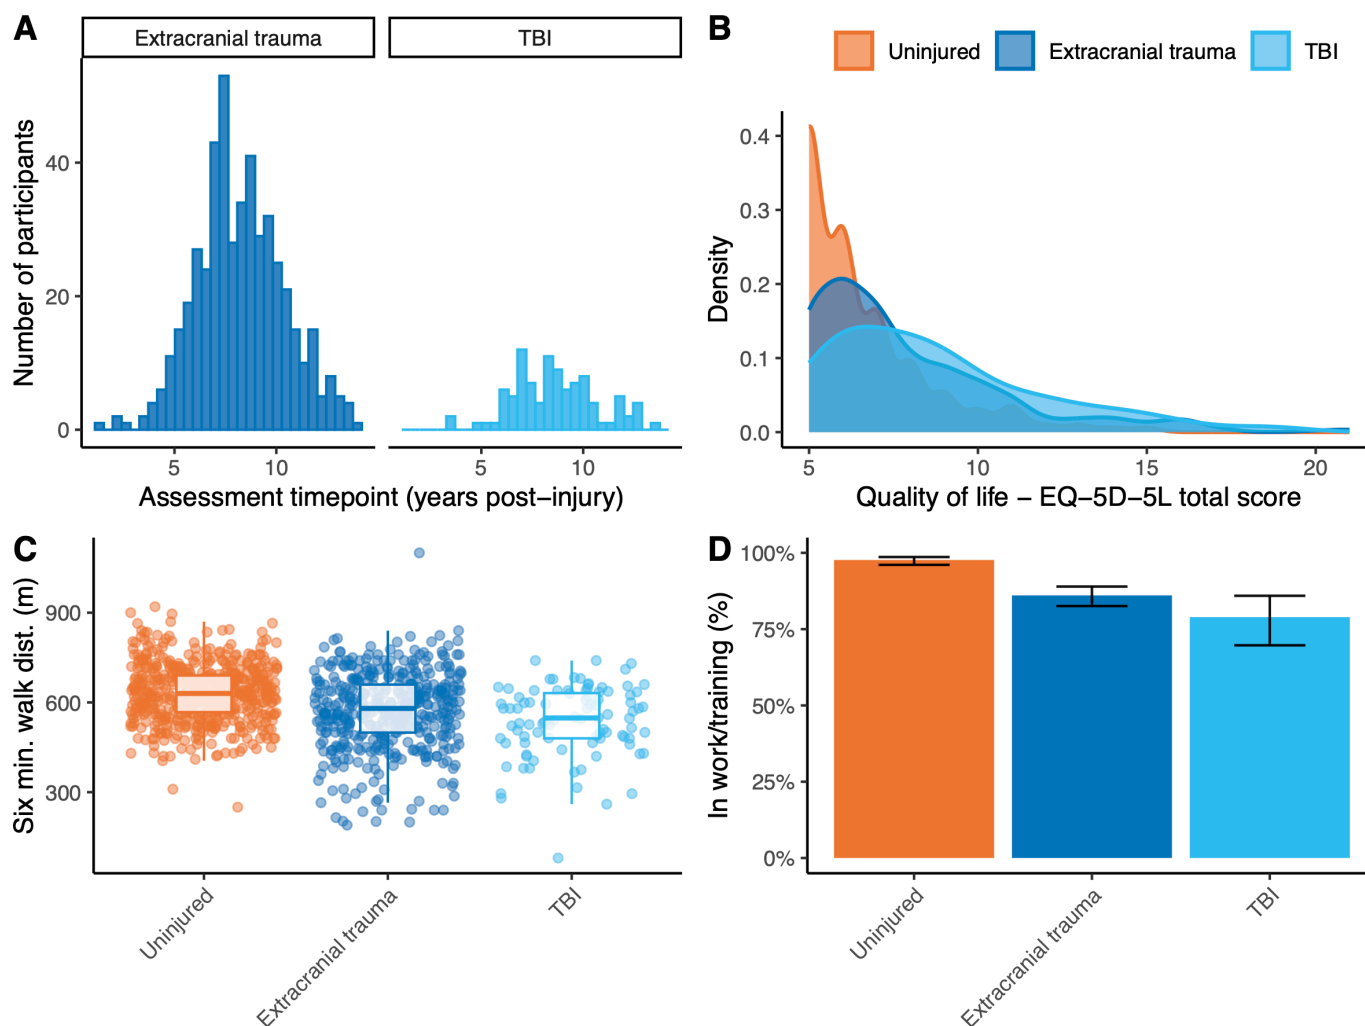 A
Extracranial trauma
TBI
Number of participants
40
20
0
5
10
5
10
Assessment timepoint (years post−injury)
B
Uninjured
Extracranial trauma
TBI
Density
0.4
0.3
0.2
0.1
0.0
5
10
15
20
Quality of life − EQ−5D−5L total score
C
Six min. walk dist. (m)
900
600
300
Uninjured
Extracranial trauma
TBI
D
In work/training (%)
100%
75%
50%
25%
0%
Uninjured
Extracranial trauma
TBI